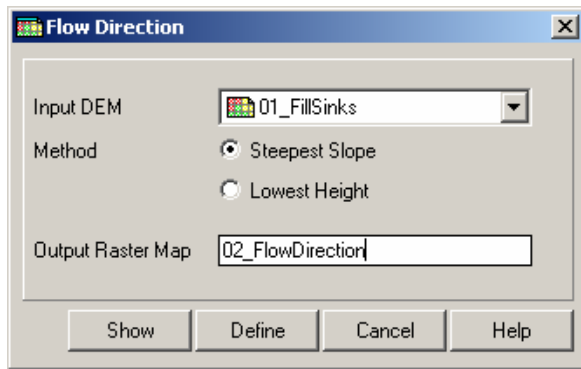 Flow Direction
Input DEM 01_FillSinks
Method Steepest Slope
Lowest Height
Output Raster Map 02_FlowDirection
Show Define Cancel Help